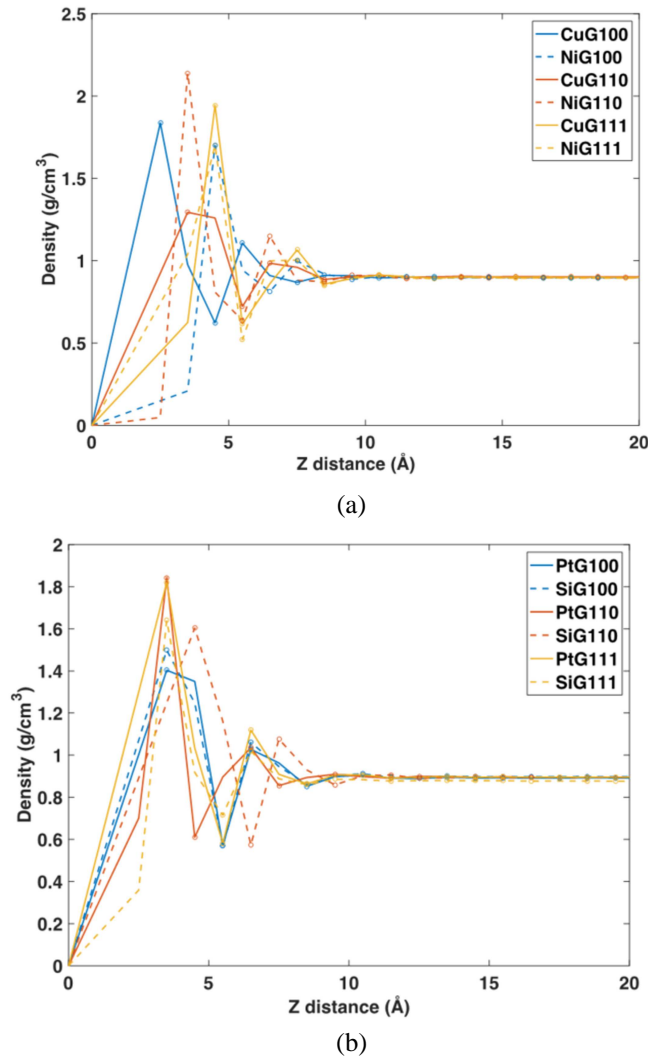 2.5
2
1.5
1
0.5
0
Density (g/cm³)
CuG100
NiG100
CuG110
NiG110
CuG111
NiG111
0 5 10 15 20
Z distance (Å)
(a)
2
1.8
1.6
1.4
1.2
1
0.8
0.6
0.4
0.2
0
Density (g/cm³)
PtG100
SiG100
PtG110
SiG110
PtG111
SiG111
0 5 10 15 20
Z distance (Å)
(b)